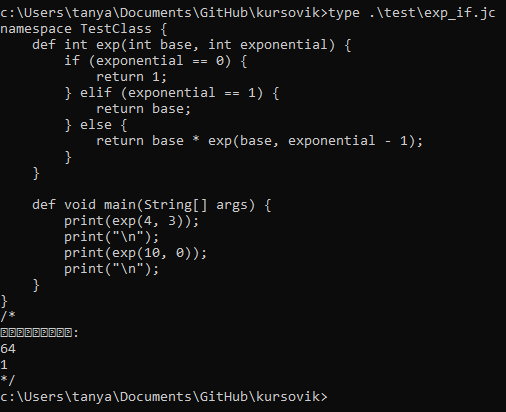 c:\Users\tanya\Documents\GitHub\kursovik>type .\test\exp_if.jc
namespace TestClass {
    def int exp(int base, int exponential) {
        if (exponential == 0) {
            return 1;
        } elif (exponential == 1) {
            return base;
        } else {
            return base * exp(base, exponential - 1);
        }
    }

    def void main(String[] args) {
        print(exp(4, 3));
        print("\n");
        print(exp(10, 0));
        print("\n");
    }
}
/*
:
64
1
*/
c:\Users\tanya\Documents\GitHub\kursovik>